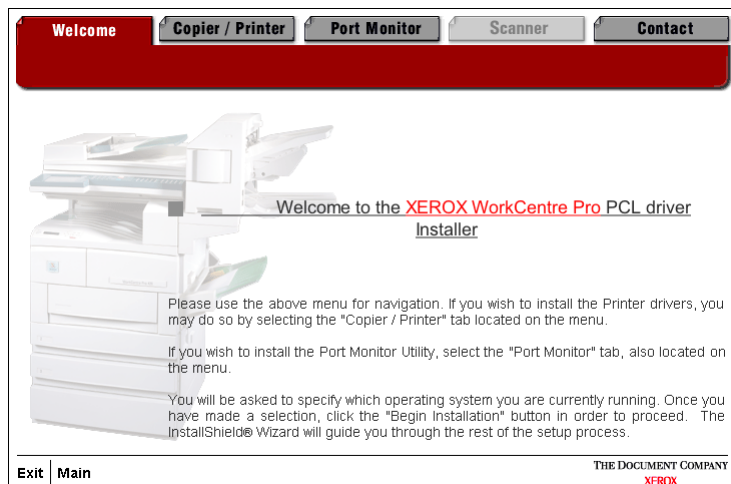 Welcome
Copier / Printer
Port Monitor
Scanner
Contact
Welcome to the XEROX WorkCentre Pro PCL driver
Installer
Please use the above menu for navigation. If you wish to install the Printer drivers, you
may do so by selecting the "Copier / Printer" tab located on the menu.
If you wish to install the Port Monitor Utility, select the "Port Monitor" tab, also located on
the menu.
You will be asked to specify which operating system you are currently running. Once you
have made a selection, click the "Begin Installation" button in order to proceed. The
InstallShield® Wizard will guide you through the rest of the setup process.
Exit Main
THE DOCUMENT COMPANY
XEROX